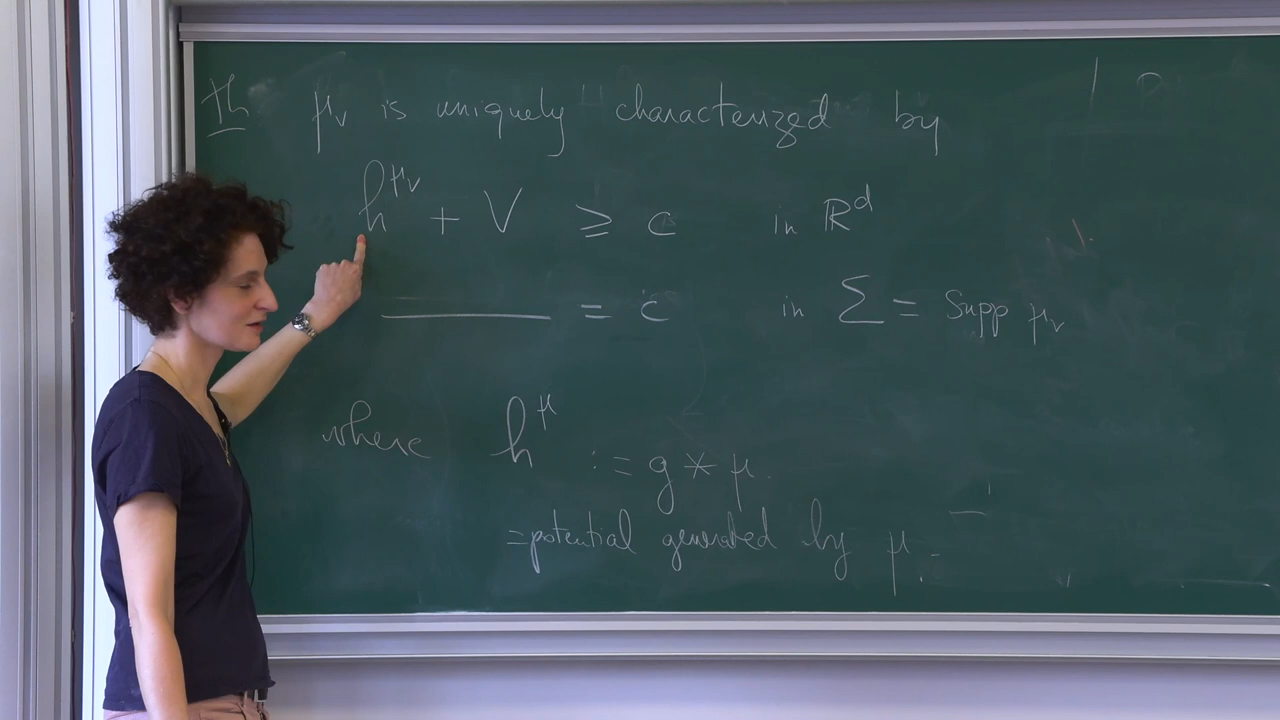 Th μ_V is uniquely characterized by
h^{μ_V} + V ≥ c in ℝ^d
_______ = c in Σ = Supp μ_V
where h^μ := g * μ.
= potential generated by μ.